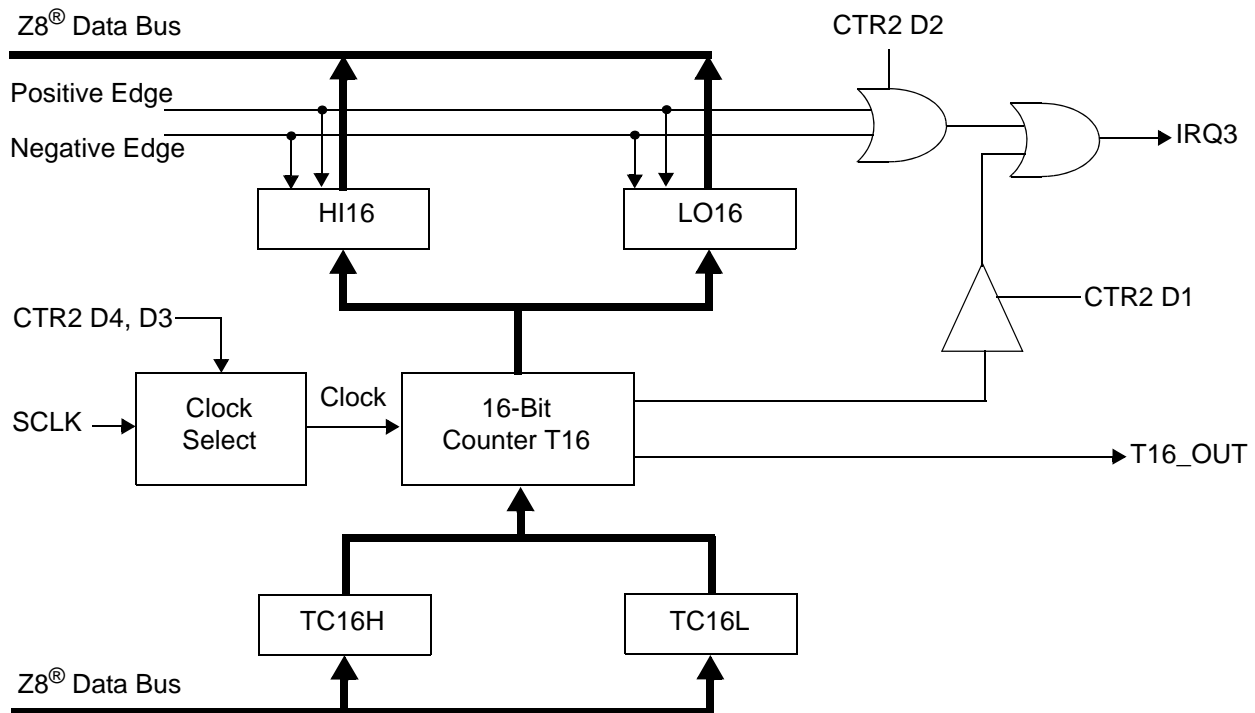 Z8® Data Bus
CTR2 D2
Positive Edge
Negative Edge
IRQ3
HI16
LO16
CTR2 D1
CTR2 D4, D3
SCLK
Clock
Select
Clock
16-Bit
Counter T16
T16_OUT
TC16H
TC16L
Z8® Data Bus